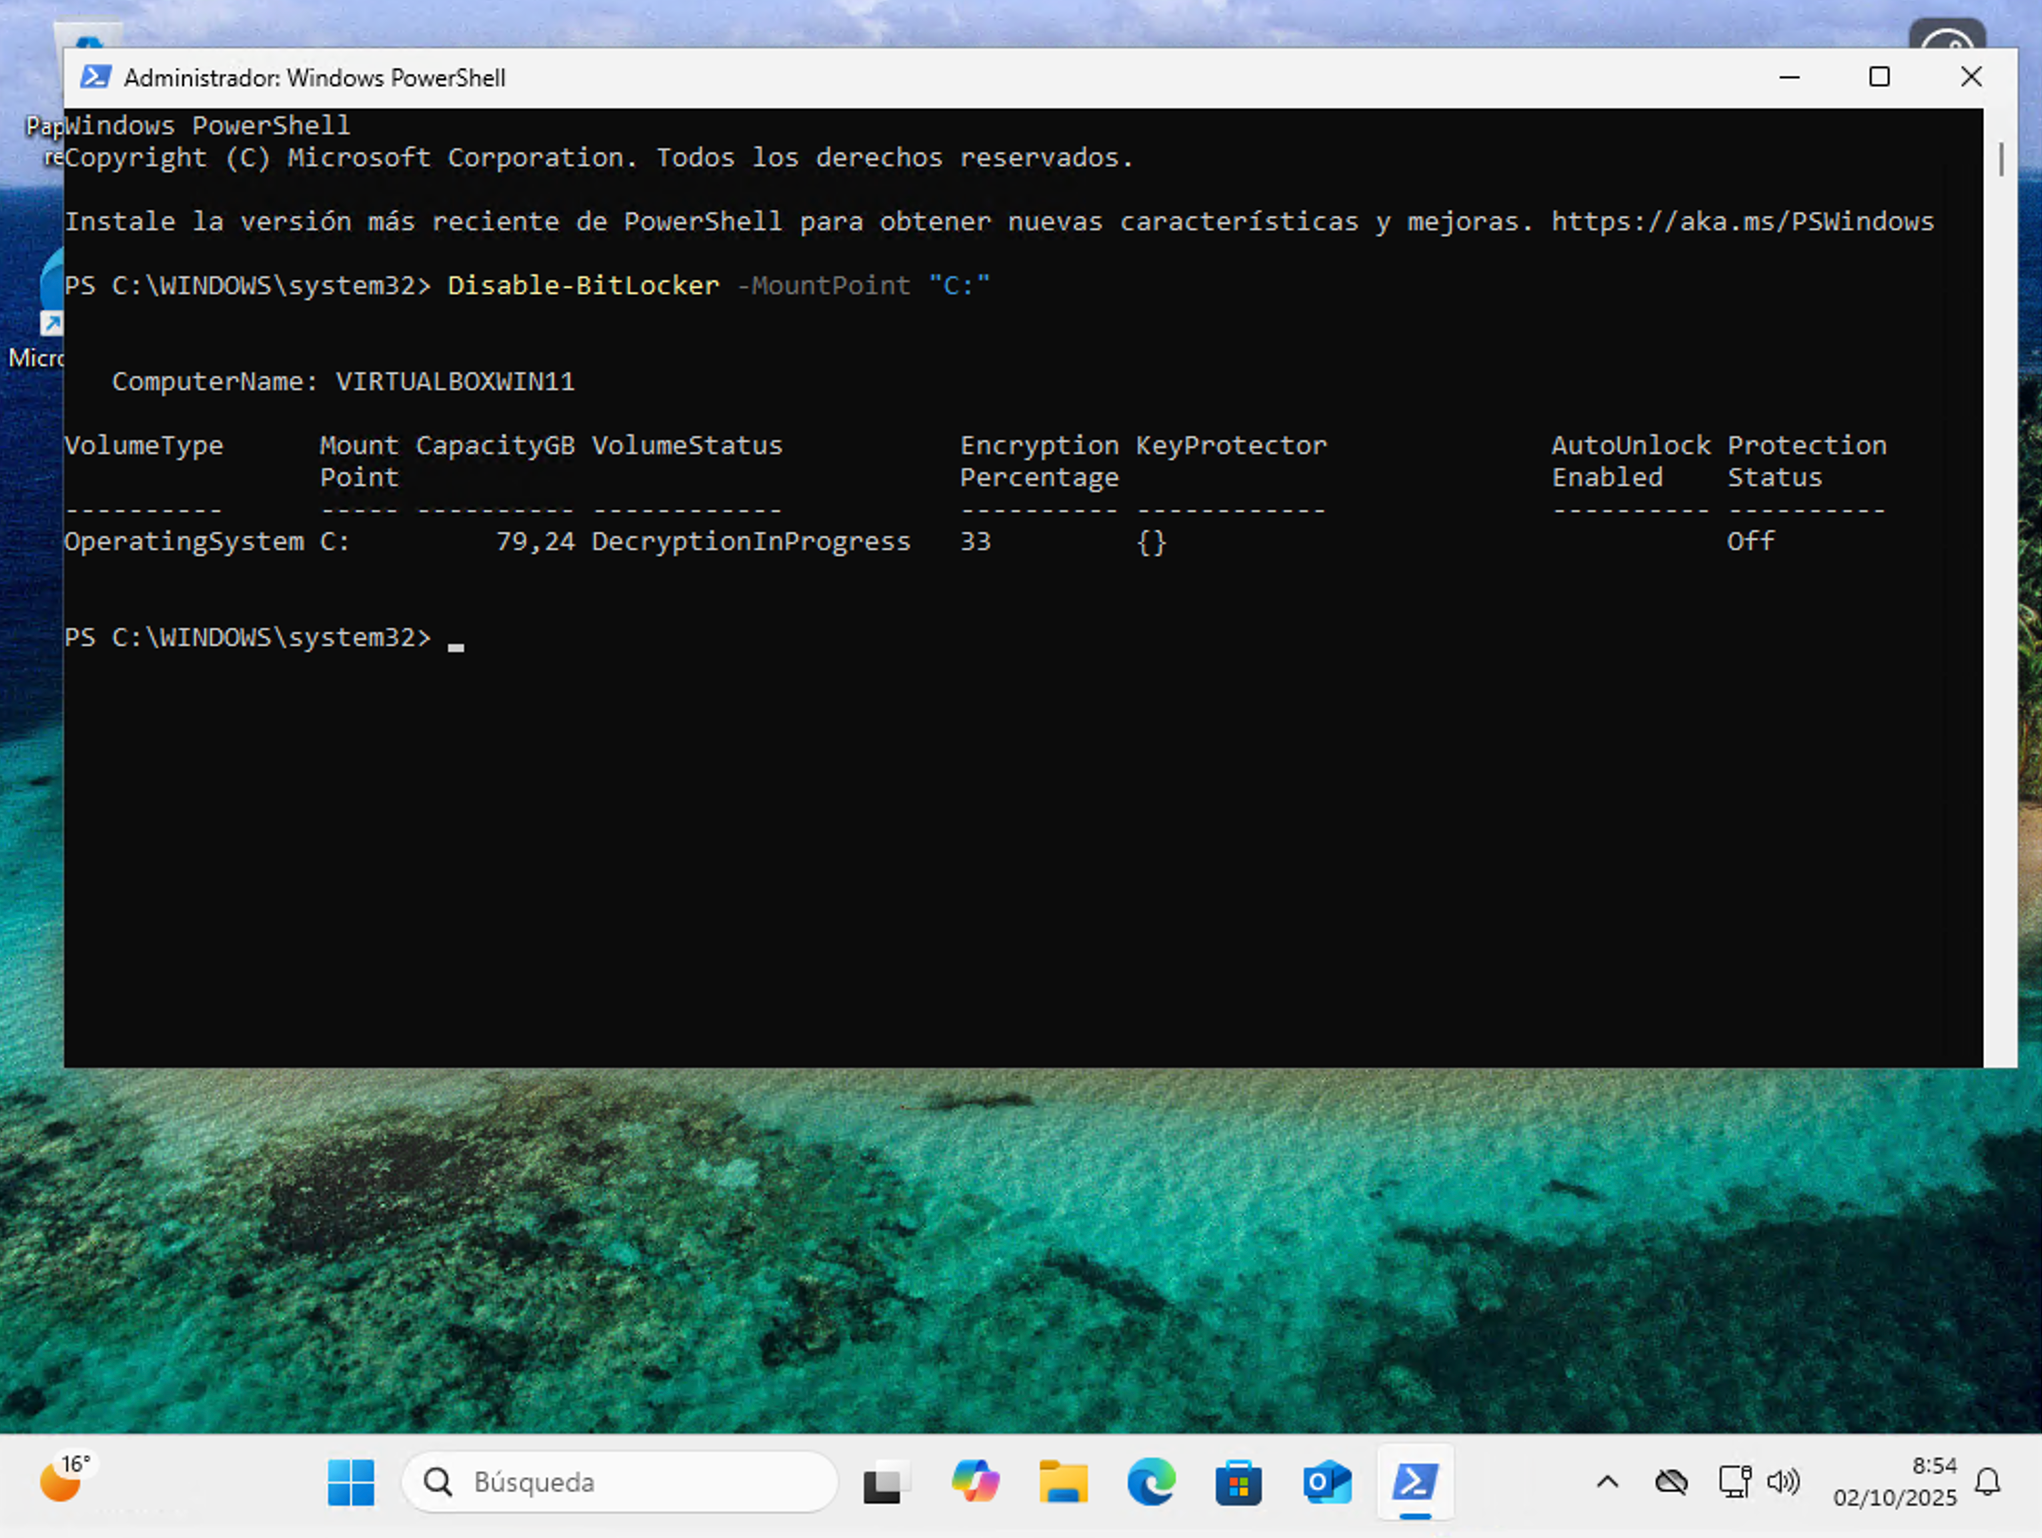 Administrador: Windows PowerShell
Windows PowerShell
Copyright (C) Microsoft Corporation. Todos los derechos reservados.
Instale la versión más reciente de PowerShell para obtener nuevas características y mejoras. https://aka.ms/PSWindows
PS C:\WINDOWS\system32> Disable-BitLocker -MountPoint "C:"
ComputerName: VIRTUALBOXWIN11
VolumeType Mount CapacityGB VolumeStatus Encryption KeyProtector AutoUnlock Protection
Point Percentage Enabled Status
---------- ----- ---------- ------------ ---------- ------------ ---------- ----------
OperatingSystem C: 79,24 DecryptionInProgress 33 {} Off
PS C:\WINDOWS\system32>
Pap
re
Micro
16°
Búsqueda
8:54
02/10/2025